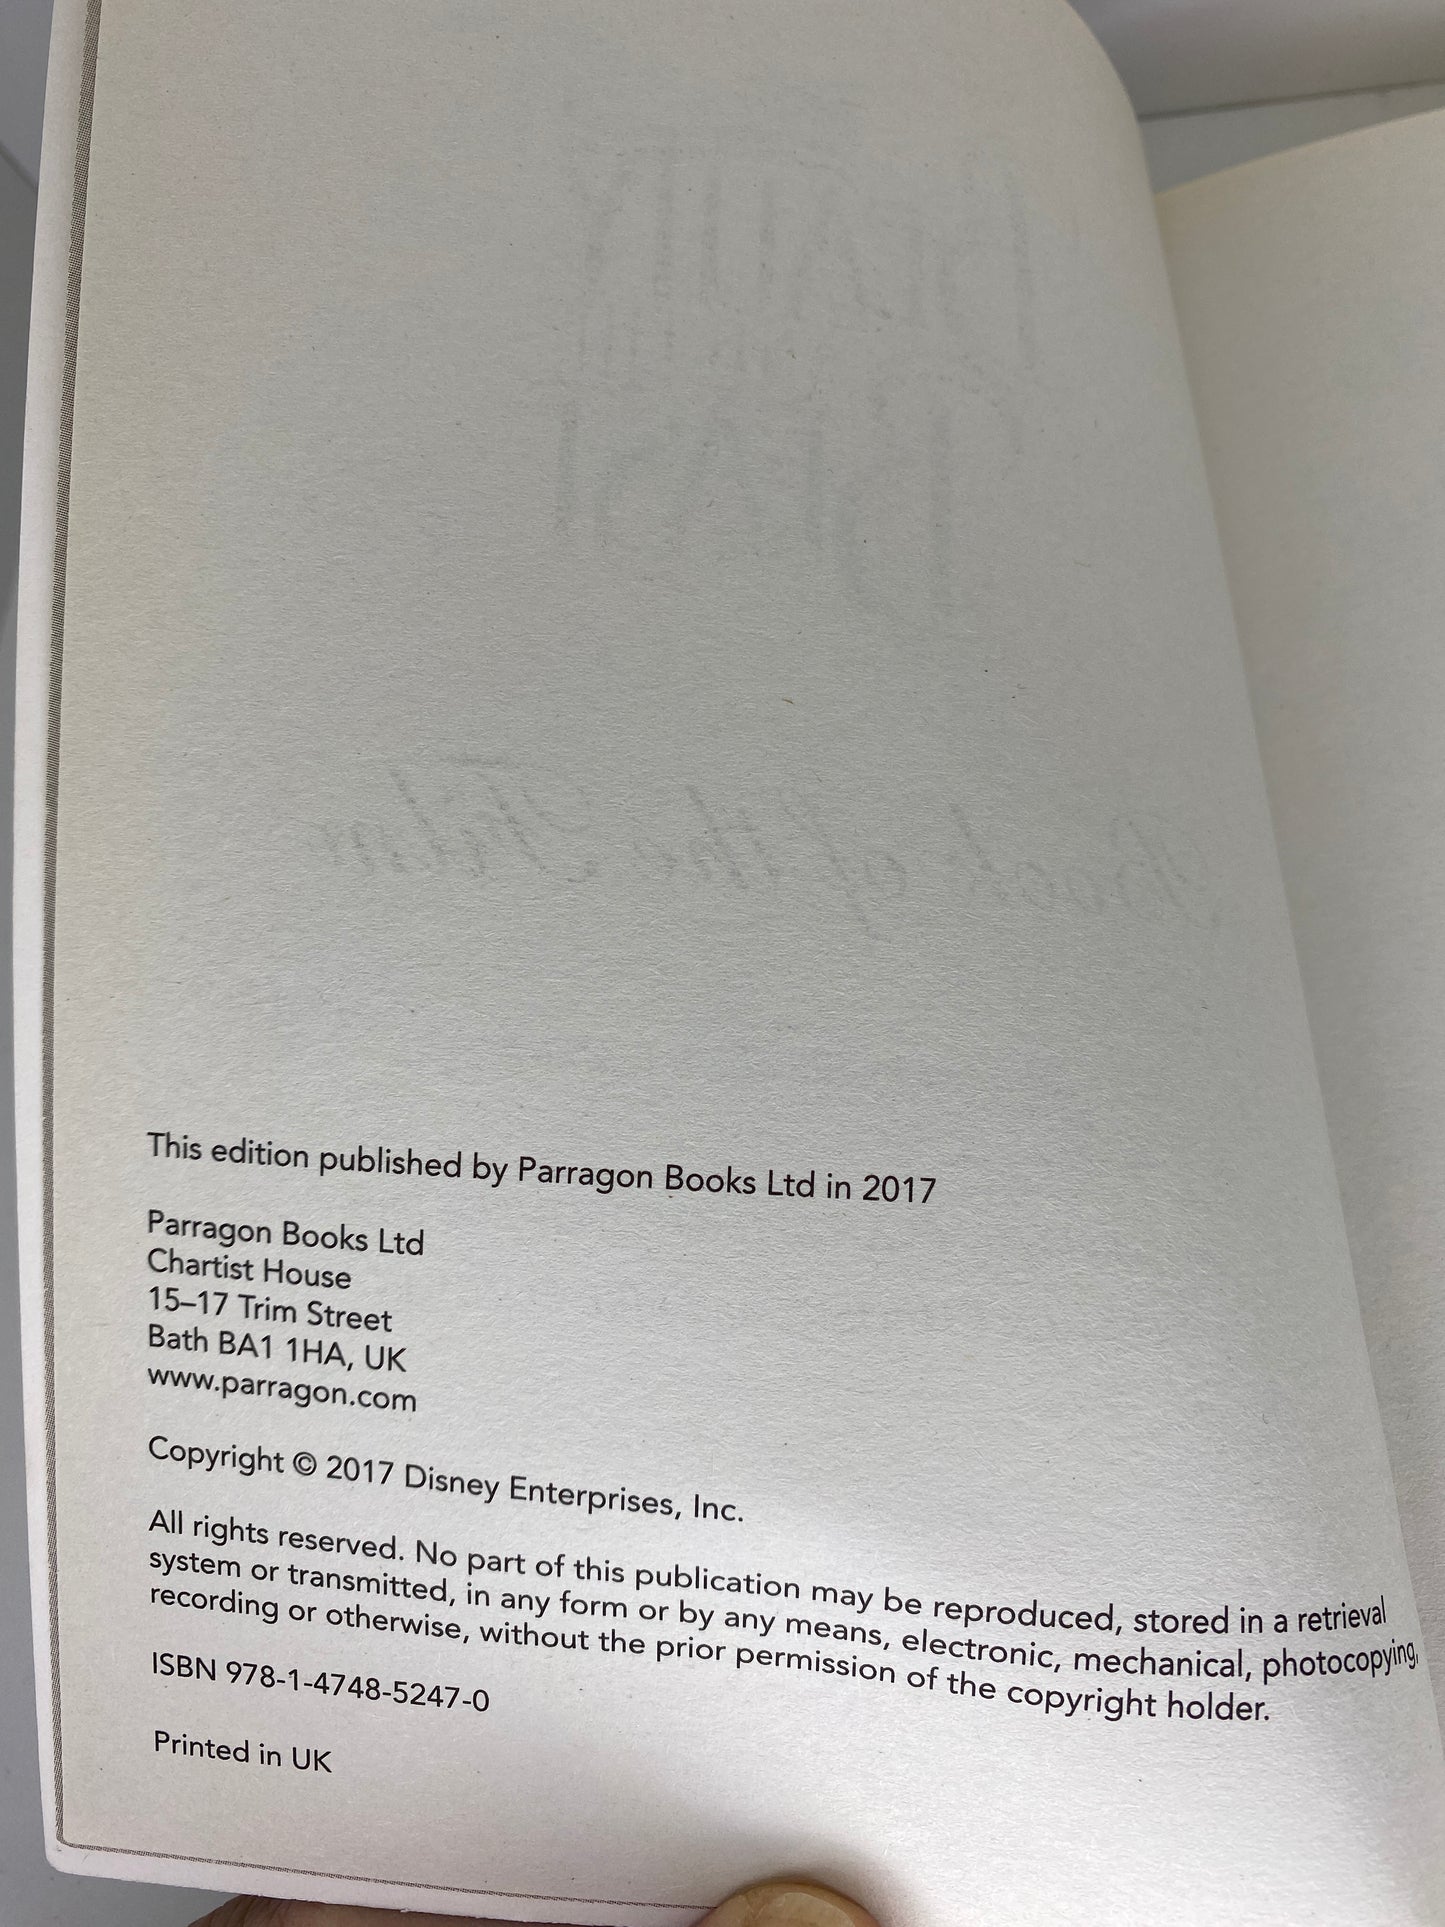 This edition published by Parragon Books Ltd in 2017
Parragon Books Ltd
Chartist House
15–17 Trim Street
Bath BA1 1HA, UK
www.parragon.com
Copyright © 2017 Disney Enterprises, Inc.
All rights reserved. No part of this publication may be reproduced, stored in a retrieval
system or transmitted, in any form or by any means, electronic, mechanical, photocopying,
recording or otherwise, without the prior permission of the copyright holder.
ISBN 978-1-4748-5247-0
Printed in UK